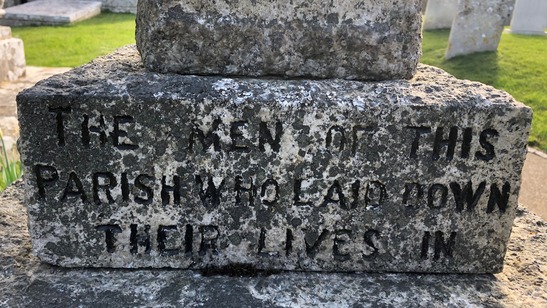 THE MEN OF THIS
PARISH WHO LAID DOWN
THEIR LIVES IN